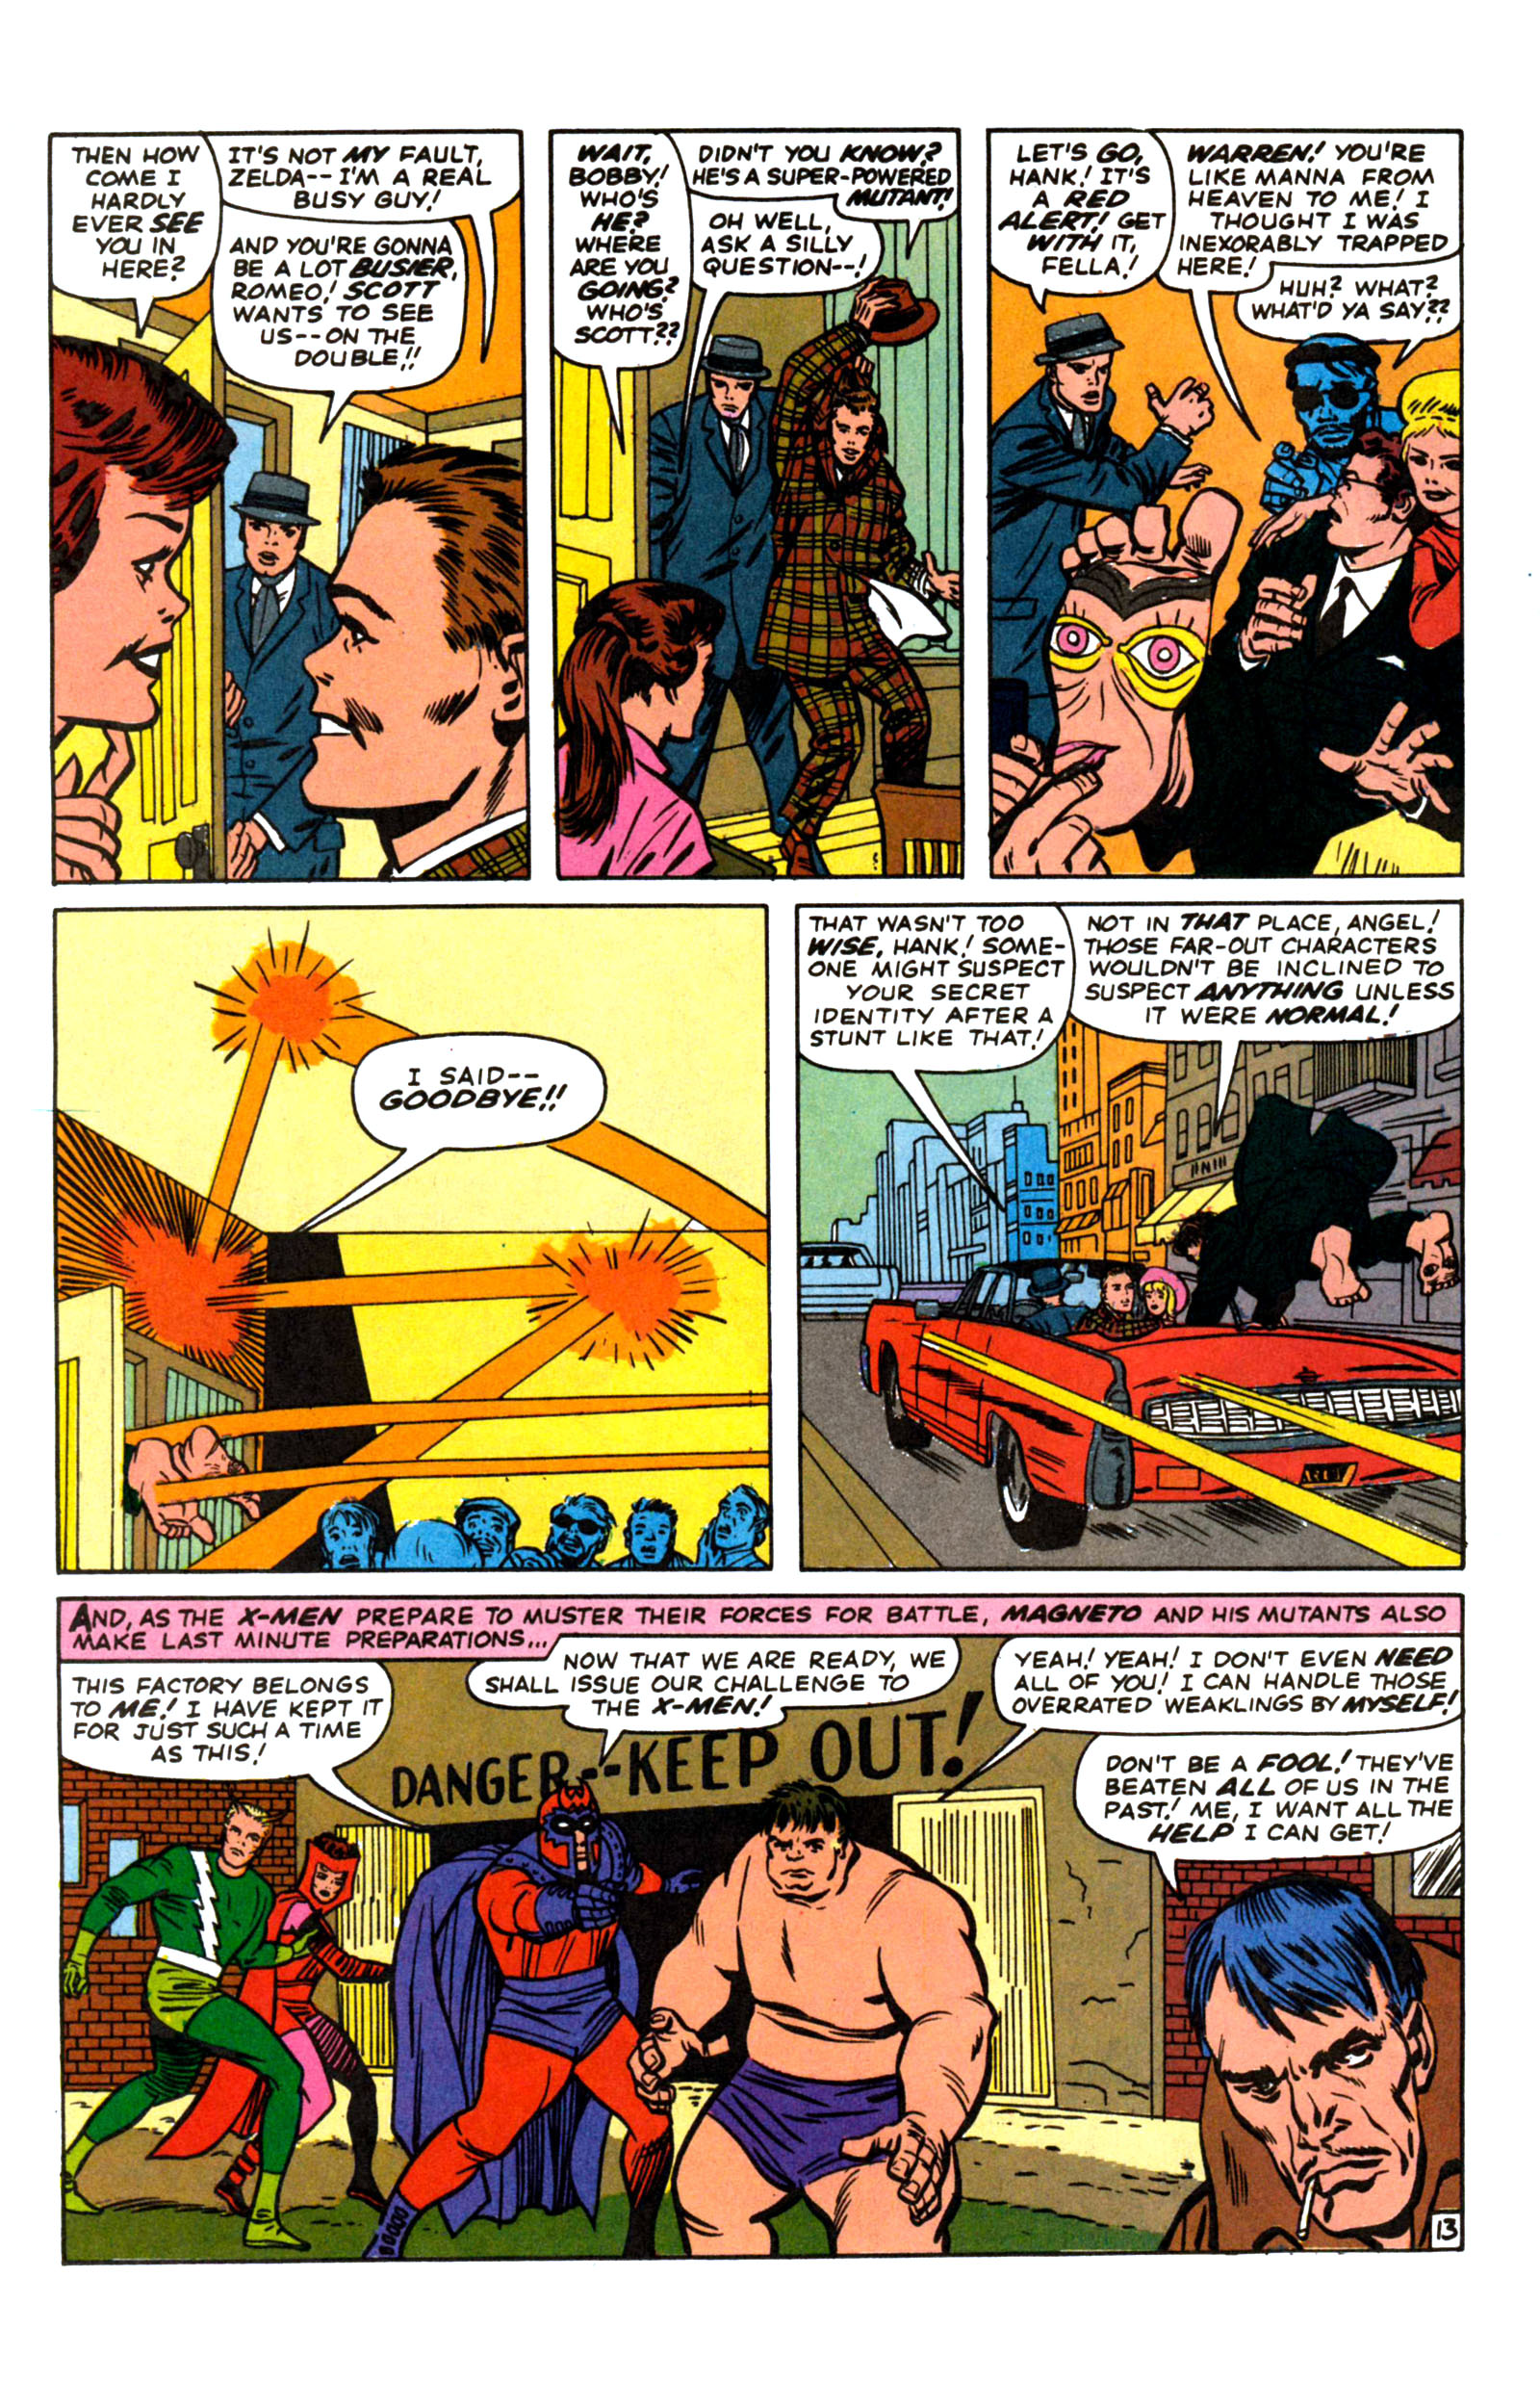 THEN HOW
COME I
HARDLY
EVER SEE
YOU IN
HERE?
IT'S NOT MY FAULT,
ZELDA-- I'M A REAL
BUSY GUY!
AND YOU'RE GONNA
BE A LOT BUSIER,
ROMEO! SCOTT
WANTS TO SEE
US-- ON THE
DOUBLE!!
WAIT,
BOBBY!
WHO'S
HE?
WHERE
ARE YOU
GOING?
WHO'S
SCOTT??
DIDN'T YOU KNOW?
HE'S A SUPER-POWERED
MUTANT!
OH WELL,
ASK A SILLY
QUESTION--!
LET'S GO,
HANK! IT'S
A RED
ALERT! GET
WITH IT,
FELLA!
WARREN! YOU'RE
LIKE MANNA FROM
HEAVEN TO ME! I
THOUGHT I WAS
INEXORABLY TRAPPED
HERE!
HUH? WHAT?
WHAT'D YA SAY??
I SAID--
GOODBYE!!
THAT WASN'T TOO
WISE, HANK! SOME-
ONE MIGHT SUSPECT
YOUR SECRET
IDENTITY AFTER A
STUNT LIKE THAT!
NOT IN THAT PLACE, ANGEL!
THOSE FAR-OUT CHARACTERS
WOULDN'T BE INCLINED TO
SUSPECT ANYTHING UNLESS
IT WERE NORMAL!
AND, AS THE X-MEN PREPARE TO MUSTER THEIR FORCES FOR BATTLE, MAGNETO AND HIS MUTANTS ALSO
MAKE LAST MINUTE PREPARATIONS...
THIS FACTORY BELONGS
TO ME! I HAVE KEPT IT
FOR JUST SUCH A TIME
AS THIS!
NOW THAT WE ARE READY, WE
SHALL ISSUE OUR CHALLENGE TO
THE X-MEN!
YEAH! YEAH! I DON'T EVEN NEED
ALL OF YOU! I CAN HANDLE THOSE
OVERRATED WEAKLINGS BY MYSELF!
DON'T BE A FOOL! THEY'VE
BEATEN ALL OF US IN THE
PAST! ME, I WANT ALL THE
HELP I CAN GET!
DANGER--KEEP OUT!
13